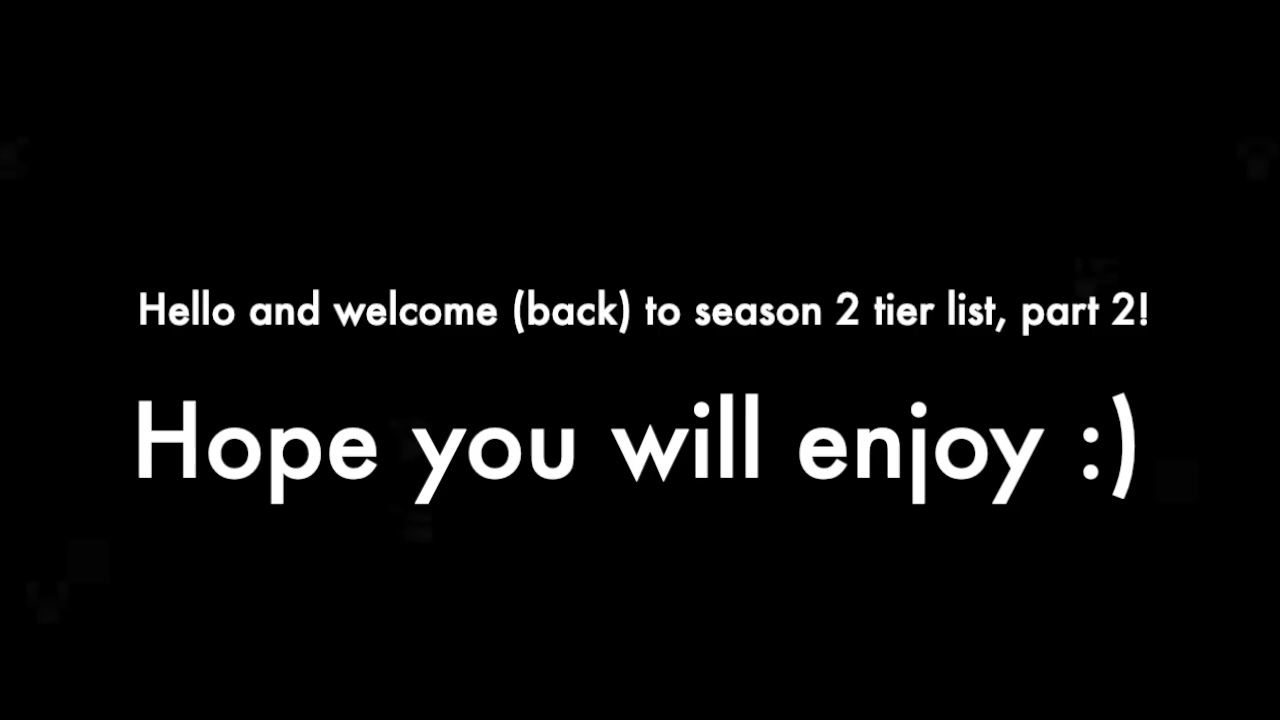 Hello and welcome (back) to season 2 tier list, part 2!
Hope you will enjoy :)